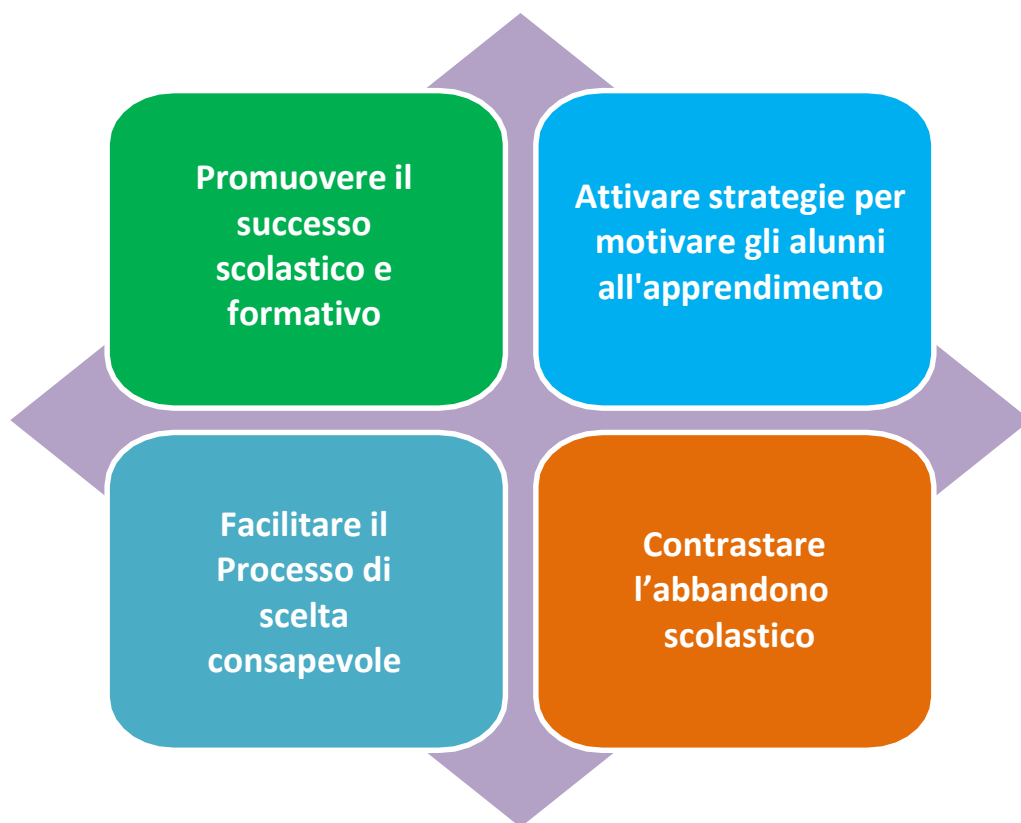 Promuovere il
successo
scolastico e
formativo
Attivare strategie per
motivare gli alunni
all'apprendimento
Facilitare il
Processo di
scelta
consapevole
Contrastare
l’abbandono
scolastico